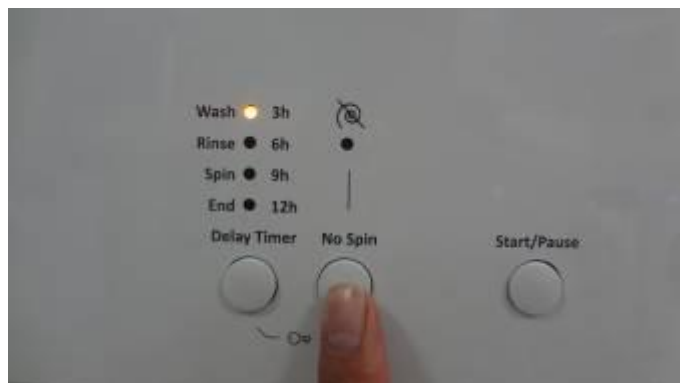 Wash 3h
Rinse 6h
Spin 9h
End 12h
Delay Timer No Spin Start/Pause